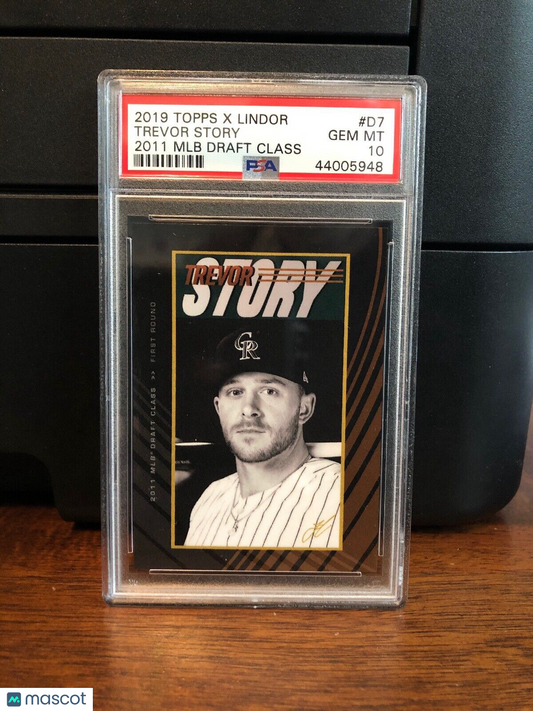 2019 TOPPS X LINDOR #D7
TREVOR STORY GEM MT
2011 MLB DRAFT CLASS 10
PSA 44005948
TREVOR
STORY
CR
2011 MLB® DRAFT CLASS >> FIRST ROUND
mascot